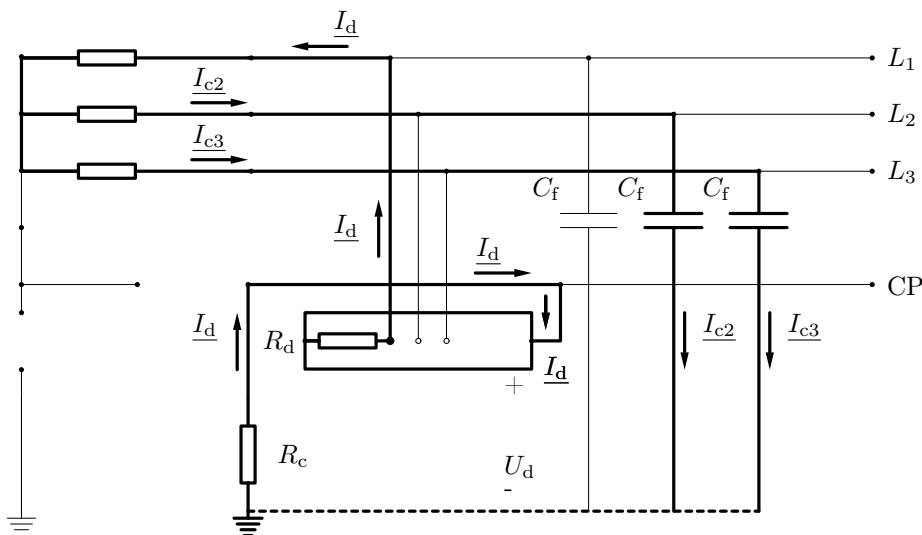 I_d
L_1
I_c2
L_2
I_c3
L_3
C_f C_f C_f
I_d
I_d
CP
I_d
R_d
I_c2 I_c3
I_d
+
R_c
U_d
-